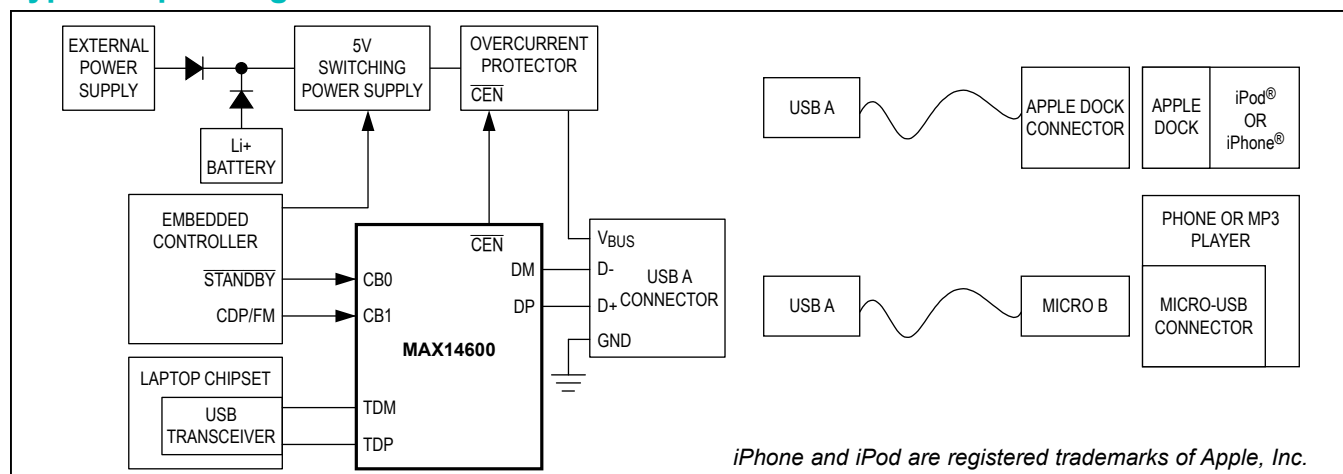 EXTERNAL
POWER
SUPPLY
5V
SWITCHING
POWER SUPPLY
OVERCURRENT
PROTECTOR
CEN
Li+
BATTERY
EMBEDDED
CONTROLLER
STANDBY
CDP/FM
LAPTOP CHIPSET
USB
TRANSCEIVER
CEN
CB0
CB1
DM
DP
MAX14600
TDM
TDP
VBUS
D-
D+
GND
USB A
CONNECTOR
USB A
APPLE DOCK
CONNECTOR
APPLE
DOCK
iPod®
OR
iPhone®
USB A
MICRO B
PHONE OR MP3
PLAYER
MICRO-USB
CONNECTOR
iPhone and iPod are registered trademarks of Apple, Inc.